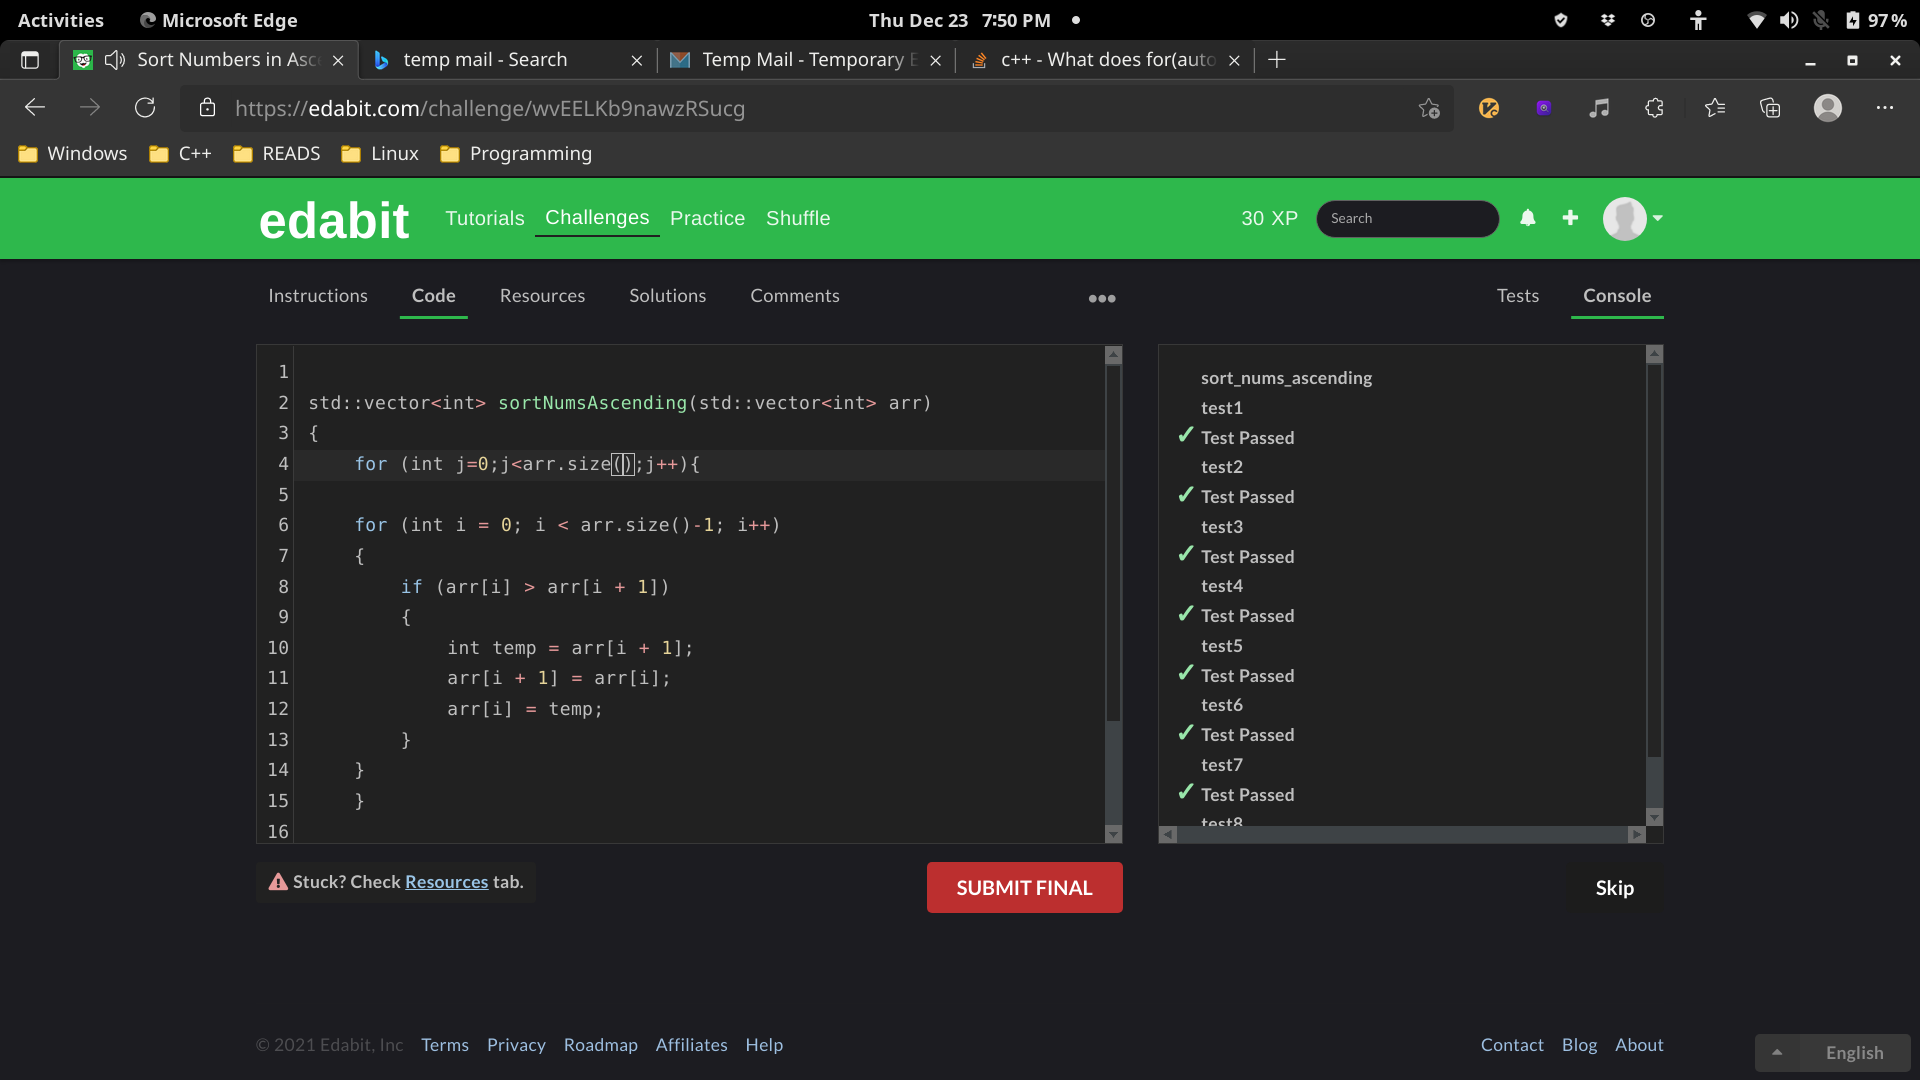 Activities Microsoft Edge Thu Dec 23 7:50 PM 97 %
Sort Numbers in Asc temp mail - Search Temp Mail - Temporary E c++ - What does for(auto
https://edabit.com/challenge/wvEELKb9nawzRSucg
Windows C++ READS Linux Programming
edabit Tutorials Challenges Practice Shuffle 30 XP Search
Instructions Code Resources Solutions Comments Tests Console
1
2 std::vector<int> sortNumsAscending(std::vector<int> arr)
3 {
4 for (int j=0;j<arr.size();j++){
5
6 for (int i = 0; i < arr.size()-1; i++)
7 {
8 if (arr[i] > arr[i + 1])
9 {
10 int temp = arr[i + 1];
11 arr[i + 1] = arr[i];
12 arr[i] = temp;
13 }
14 }
15 }
16
sort_nums_ascending
test1
✓ Test Passed
test2
✓ Test Passed
test3
✓ Test Passed
test4
✓ Test Passed
test5
✓ Test Passed
test6
✓ Test Passed
test7
✓ Test Passed
test8
Stuck? Check Resources tab. SUBMIT FINAL Skip
© 2021 Edabit, Inc Terms Privacy Roadmap Affiliates Help Contact Blog About
English